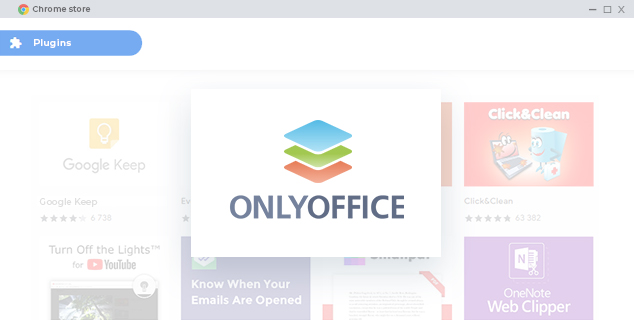 Chrome store
Plugins
ONLYOFFICE
Google Keep
Google Keep
6 738
Click&Clean
Click&Clean
63 382
Turn Off the Lights™
for YouTube
Know When Your
Emails Are Opened
N
OneNote
Web Clipper